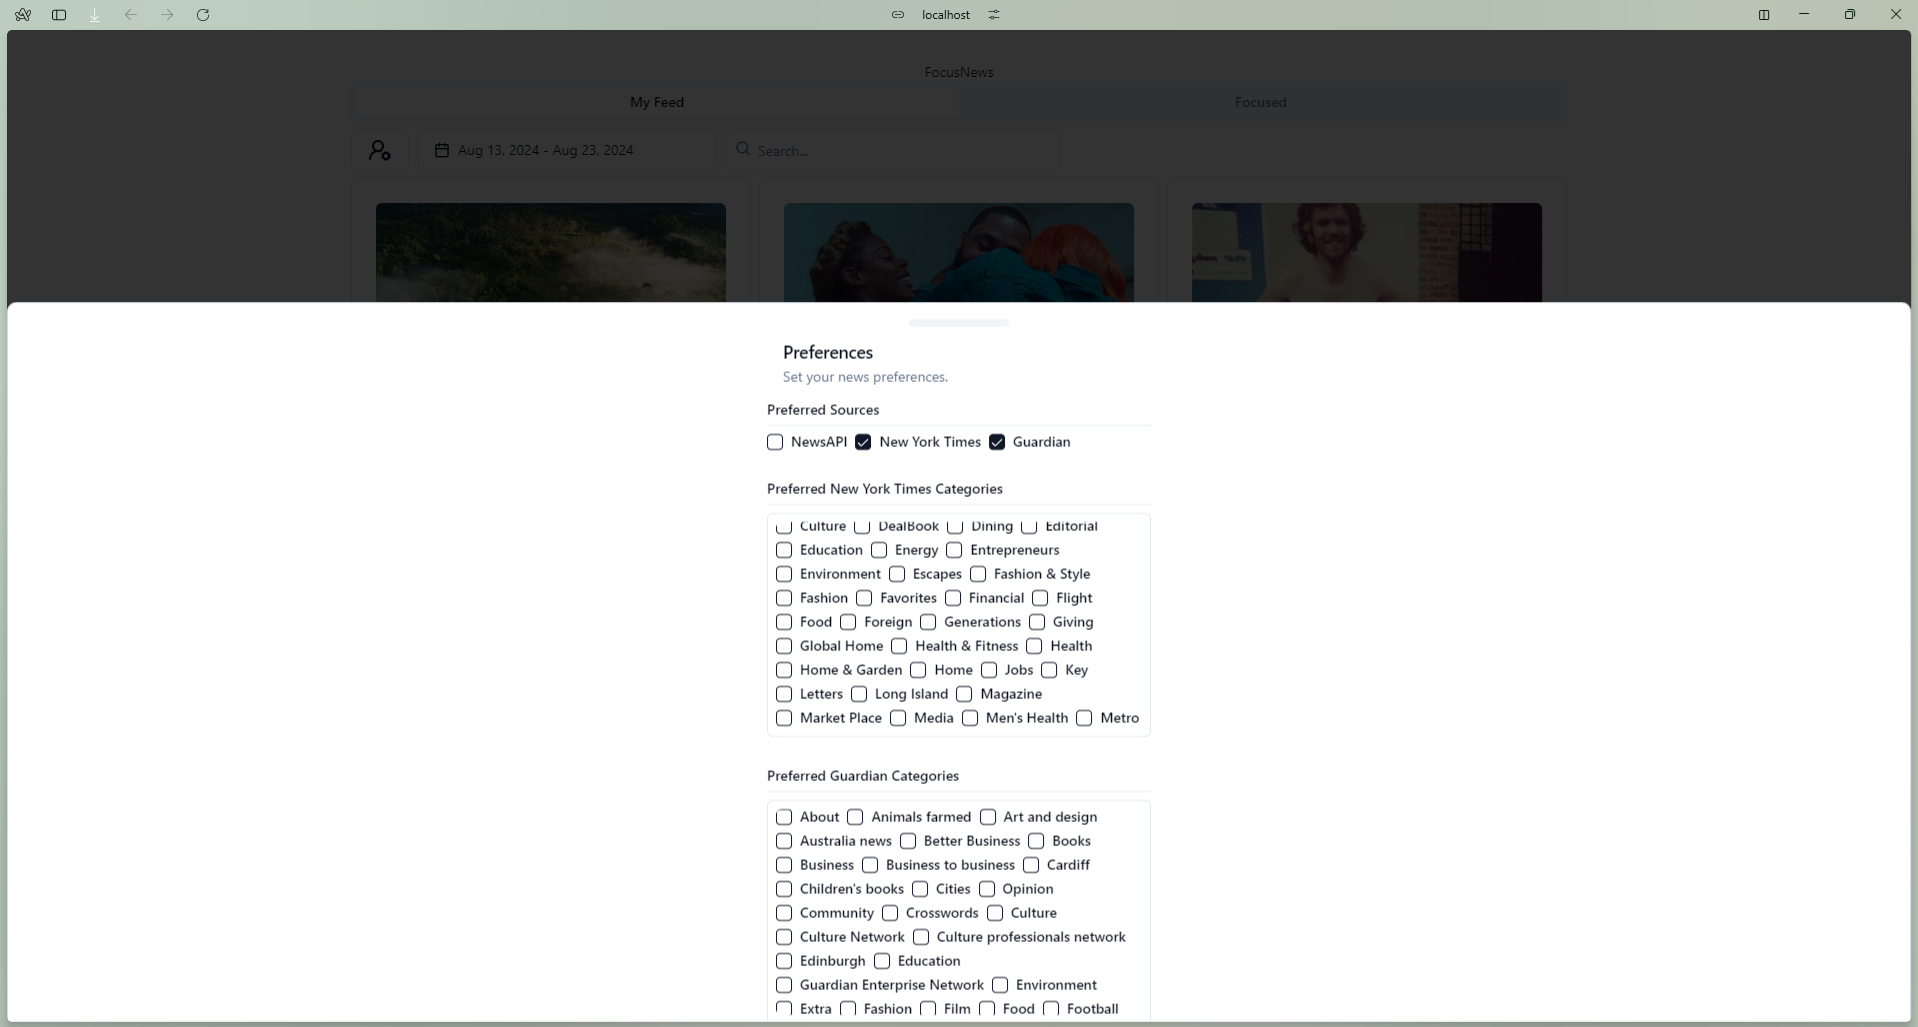 localhost
FocusNews
My Feed Focused
Aug 13, 2024 - Aug 23, 2024 Search...
Preferences
Set your news preferences.
Preferred Sources
NewsAPI New York Times Guardian
Preferred New York Times Categories
Culture DealBook Dining Editorial
Education Energy Entrepreneurs
Environment Escapes Fashion & Style
Fashion Favorites Financial Flight
Food Foreign Generations Giving
Global Home Health & Fitness Health
Home & Garden Home Jobs Key
Letters Long Island Magazine
Market Place Media Men's Health Metro
Preferred Guardian Categories
About Animals farmed Art and design
Australia news Better Business Books
Business Business to business Cardiff
Children's books Cities Opinion
Community Crosswords Culture
Culture Network Culture professionals network
Edinburgh Education
Guardian Enterprise Network Environment
Extra Fashion Film Food Football